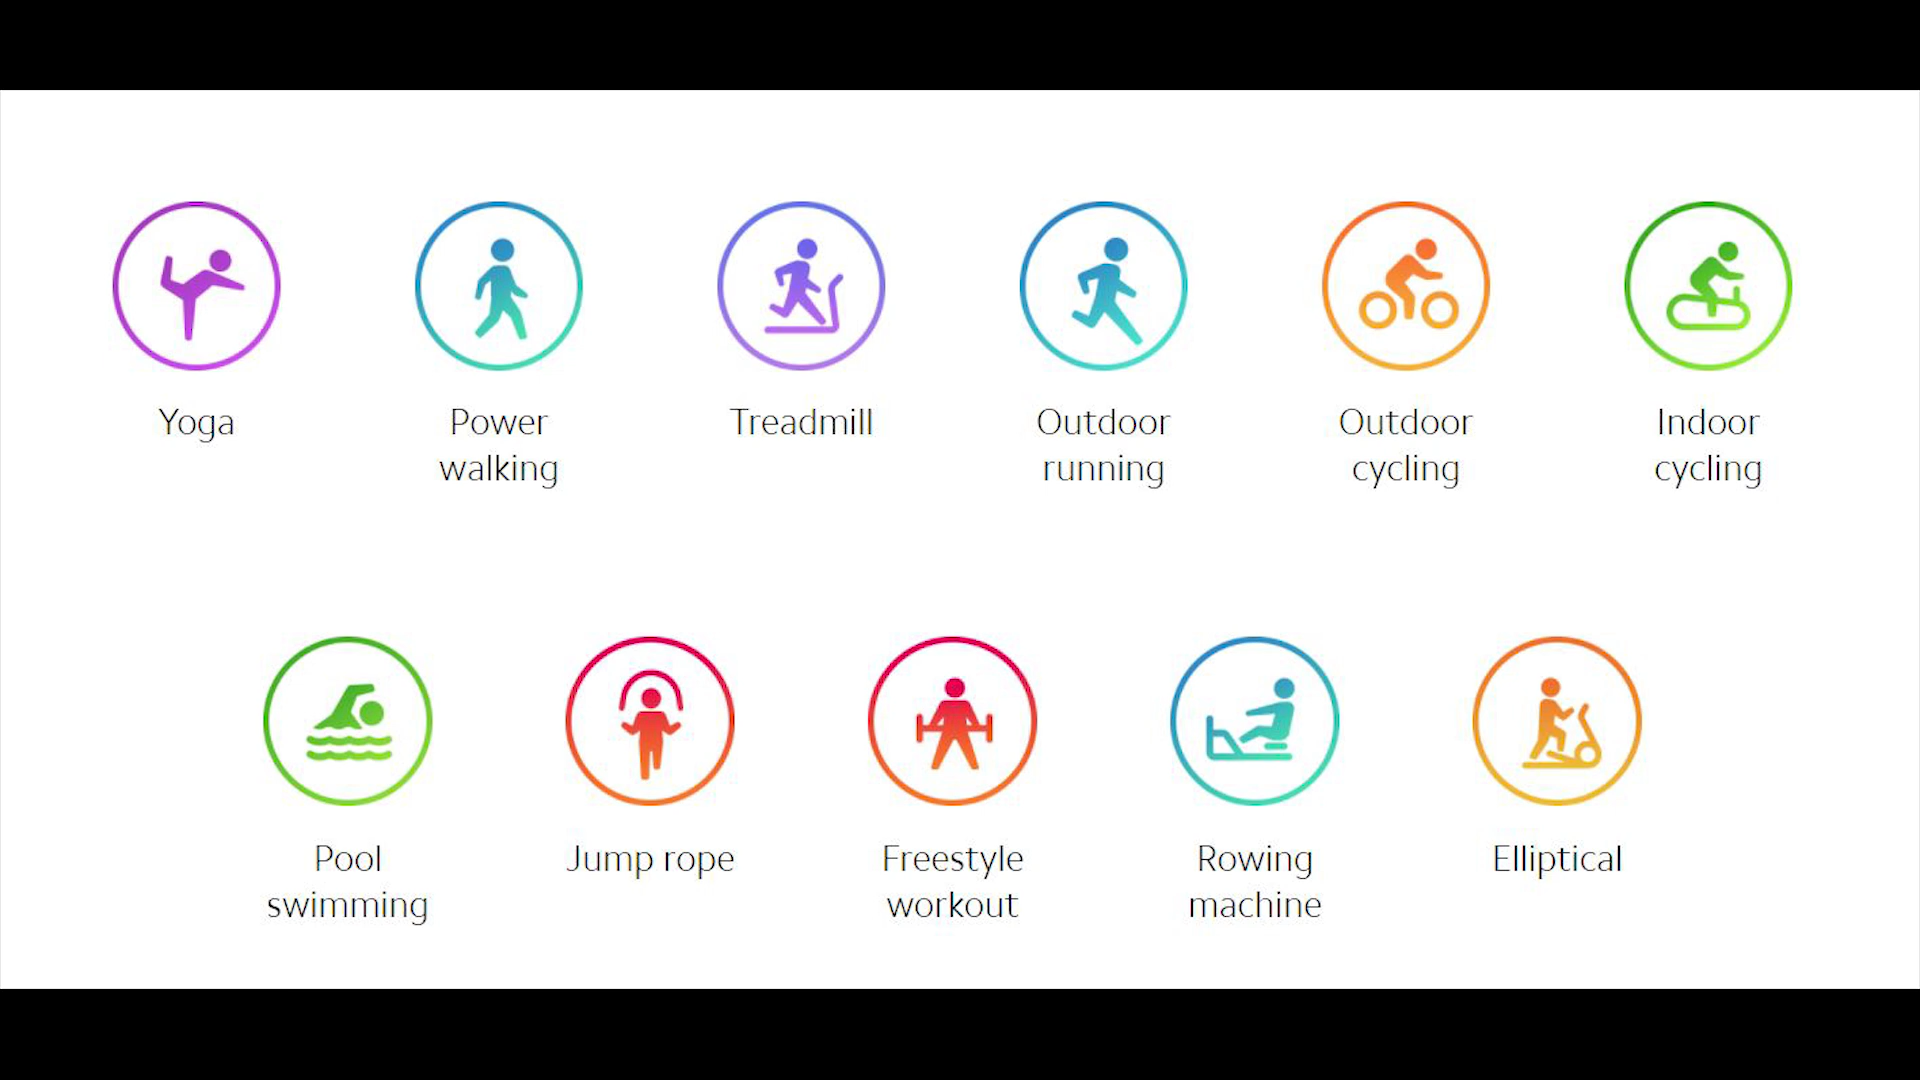 Yoga
Power
walking
Treadmill
Outdoor
running
Outdoor
cycling
Indoor
cycling
Pool
swimming
Jump rope
Freestyle
workout
Rowing
machine
Elliptical